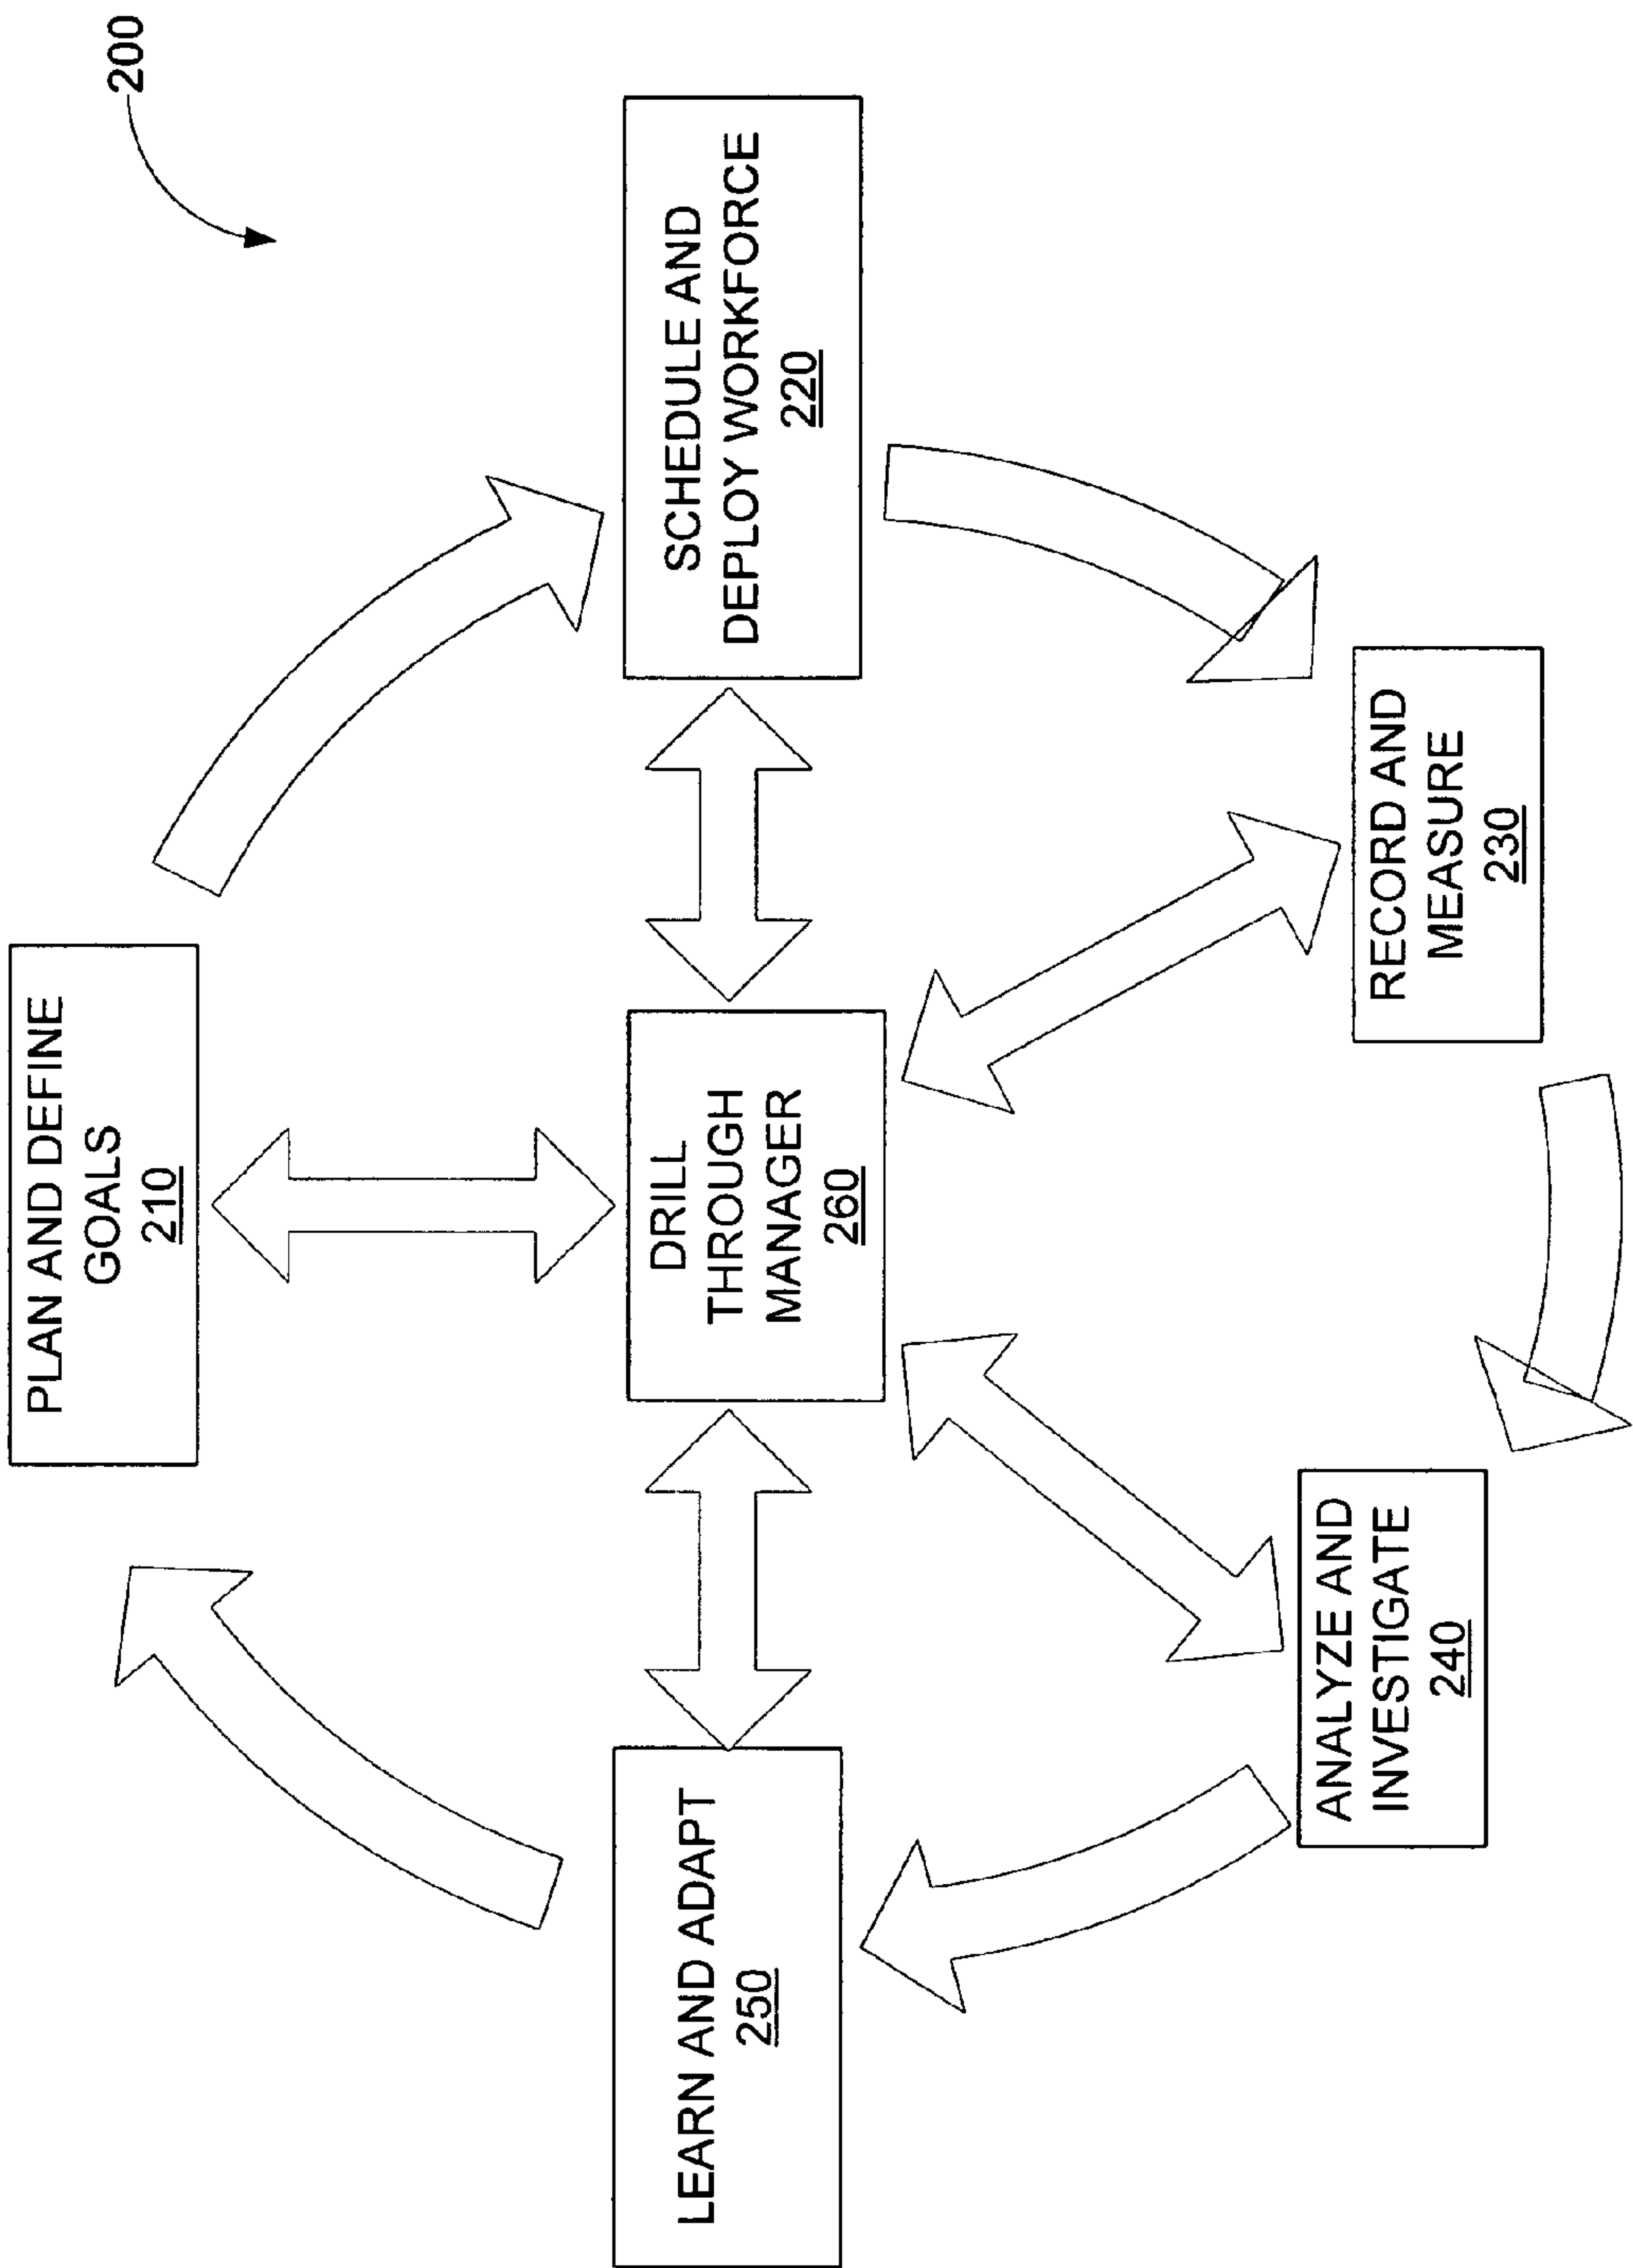 200
PLAN AND DEFINE
GOALS
210
SCHEDULE AND
DEPLOY WORKFORCE
220
RECORD AND
MEASURE
230
ANALYZE AND
INVESTIGATE
240
LEARN AND ADAPT
250
DRILL
THROUGH
MANAGER
260